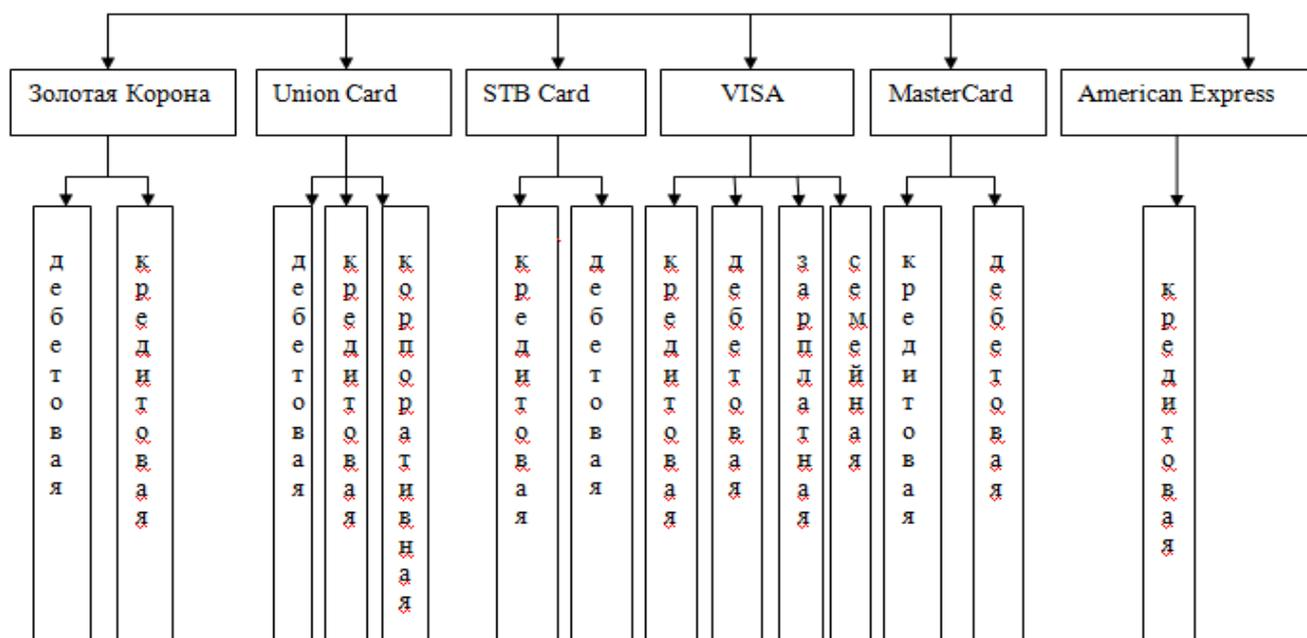 Золотая Корона
Union Card
STB Card
VISA
MasterCard
American Express
дебетовая
кредитовая
дебетовая
кредитовая
корпоративная
кредитовая
дебетовая
кредитовая
дебетовая
зарплатная
семейная
кредитовая
дебетовая
кредитовая